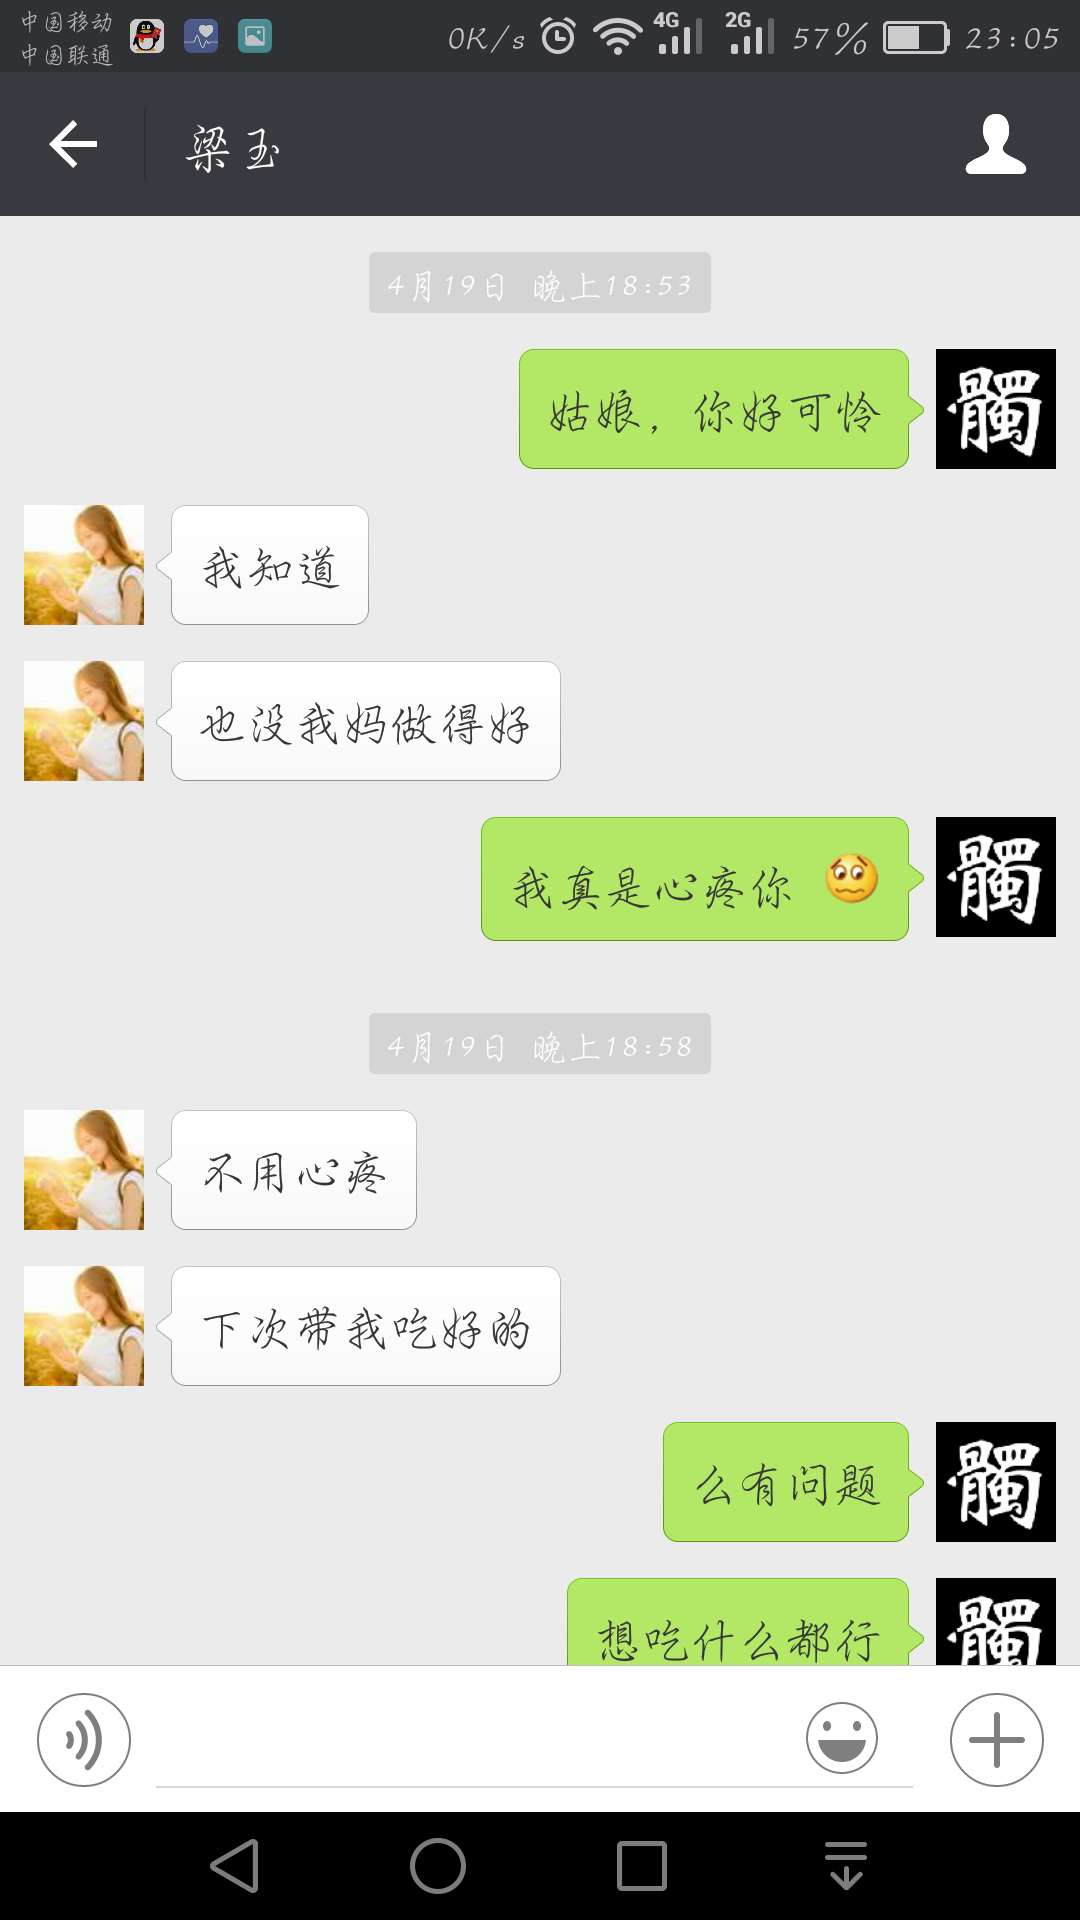 中国移动
中国联通
0K/s 4G 2G 57% 23:05
梁玉
4月19日 晚上18:53
姑娘，你好可怜
髑
我知道
也没我妈做得好
我真是心疼你
髑
4月19日 晚上18:58
不用心疼
下次带我吃好的
么有问题
髑
想吃什么都行
髑